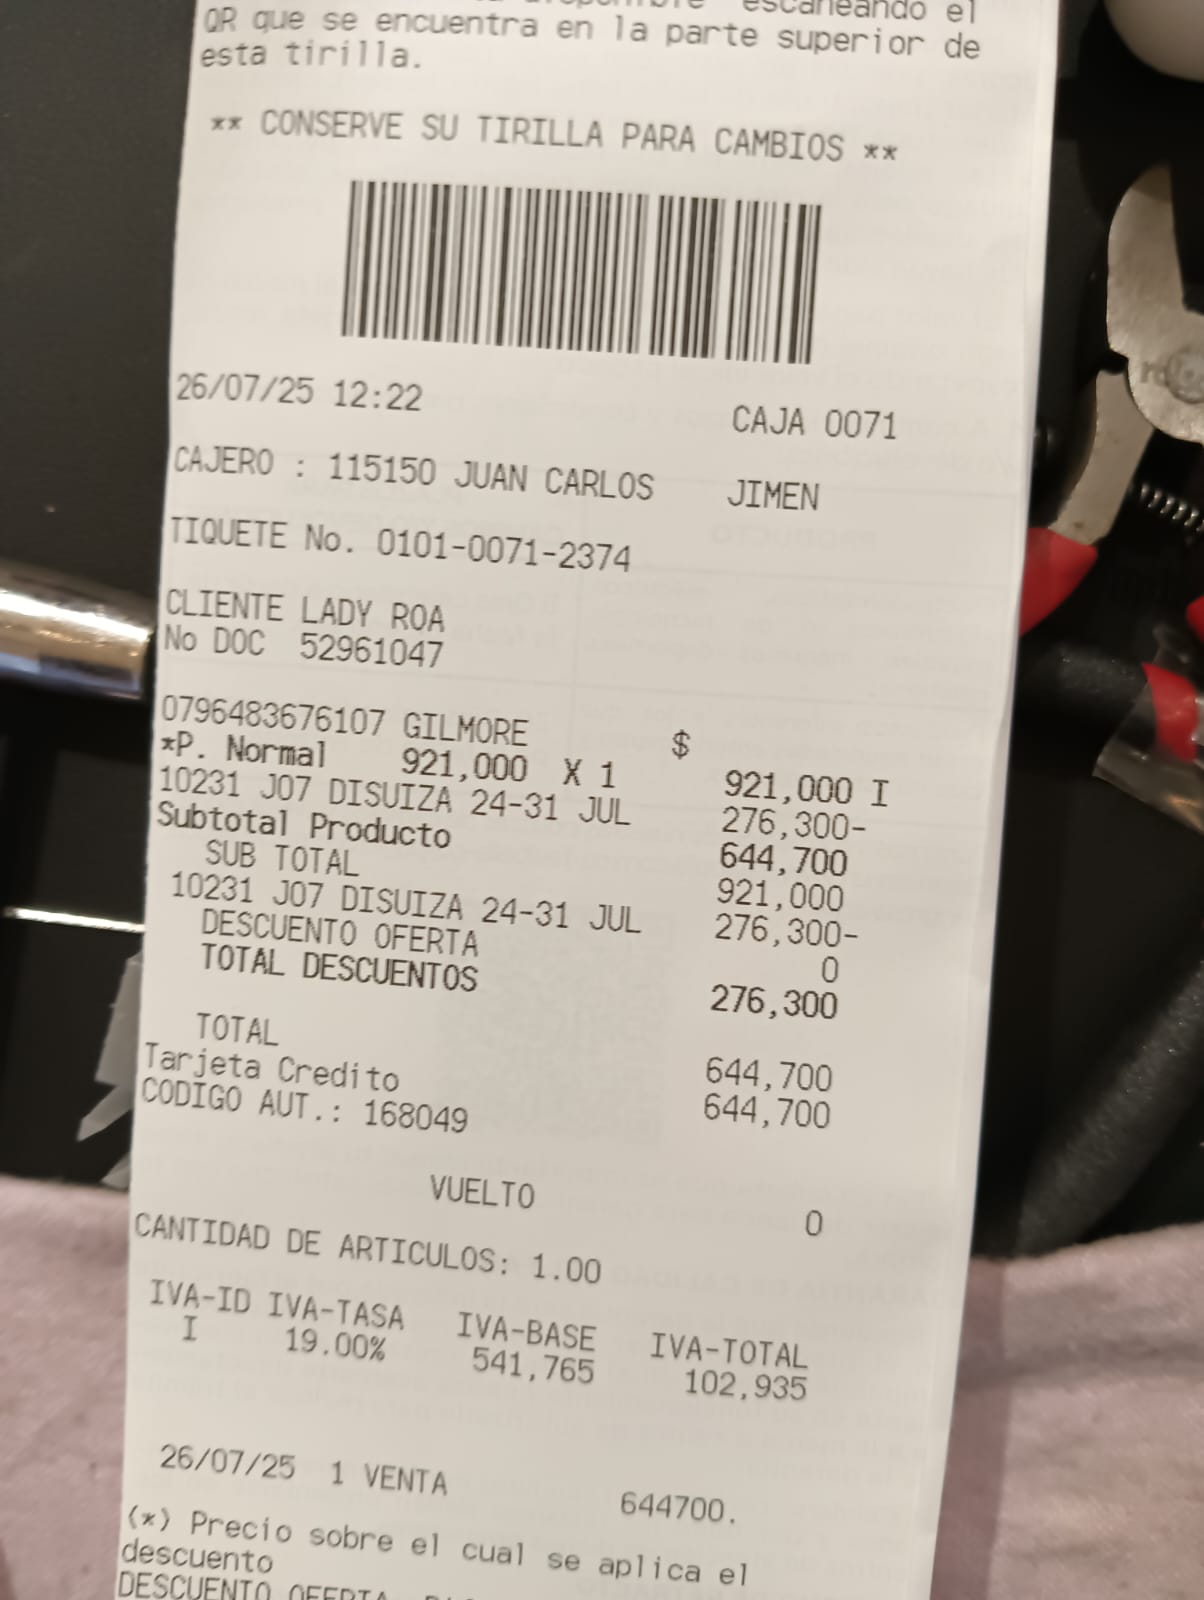 escaneando el
QR que se encuentra en la parte superior de
esta tirilla.
** CONSERVE SU TIRILLA PARA CAMBIOS **
26/07/25 12:22 CAJA 0071
CAJERO : 115150 JUAN CARLOS JIMEN
TIQUETE No. 0101-0071-2374
CLIENTE LADY ROA
No DOC 52961047
0796483676107 GILMORE $
*P. Normal 921,000 X 1 921,000 I
10231 J07 DISUIZA 24-31 JUL 276,300-
Subtotal Producto 644,700
SUB TOTAL 921,000
10231 J07 DISUIZA 24-31 JUL 276,300-
DESCUENTO OFERTA 0
TOTAL DESCUENTOS 276,300
TOTAL 644,700
Tarjeta Credito 644,700
CODIGO AUT.: 168049
VUELTO 0
CANTIDAD DE ARTICULOS: 1.00
IVA-ID IVA-TASA IVA-BASE IVA-TOTAL
I 19.00% 541,765 102,935
26/07/25 1 VENTA 644700.
(*) Precio sobre el cual se aplica el
descuento
DESCUENTO OFERTA